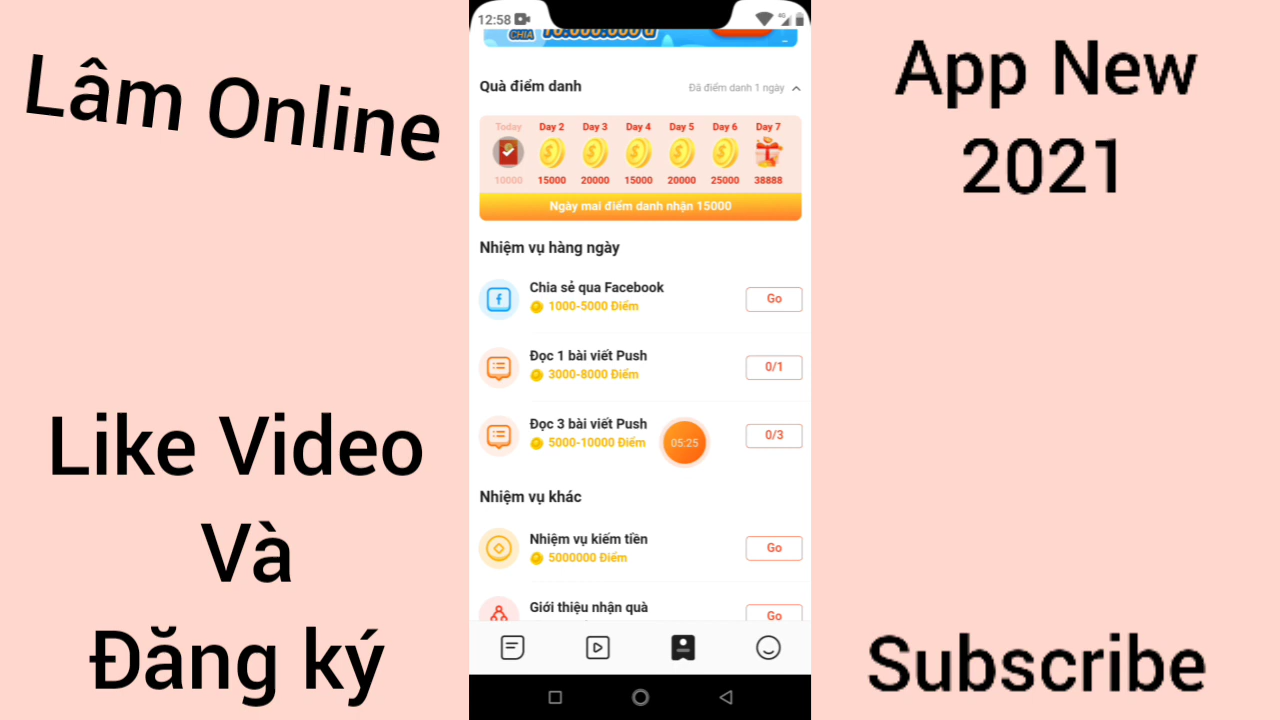 Lâm Online
Like Video
Và
Đăng ký
12:58
CHIA 10.000.000đ
Quà điểm danh
Đã điểm danh 1 ngày
Today Day 2 Day 3 Day 4 Day 5 Day 6 Day 7
10000 15000 20000 15000 20000 25000 38888
Ngày mai điểm danh nhận 15000
Nhiệm vụ hàng ngày
Chia sẻ qua Facebook
1000-5000 Điểm
Go
Đọc 1 bài viết Push
3000-8000 Điểm
0/1
Đọc 3 bài viết Push
5000-10000 Điểm
05:25
0/3
Nhiệm vụ khác
Nhiệm vụ kiếm tiền
5000000 Điểm
Go
Giới thiệu nhận quà
Go
App New
2021
Subscribe